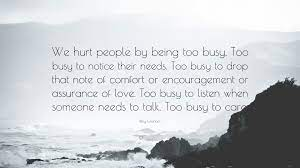 We hurt people by being too busy. Too
busy to notice their needs. Too busy to drop
that note of comfort or encouragement or
assurance of love. Too busy to listen when
someone needs to talk. Too busy to care.
Billy Graham